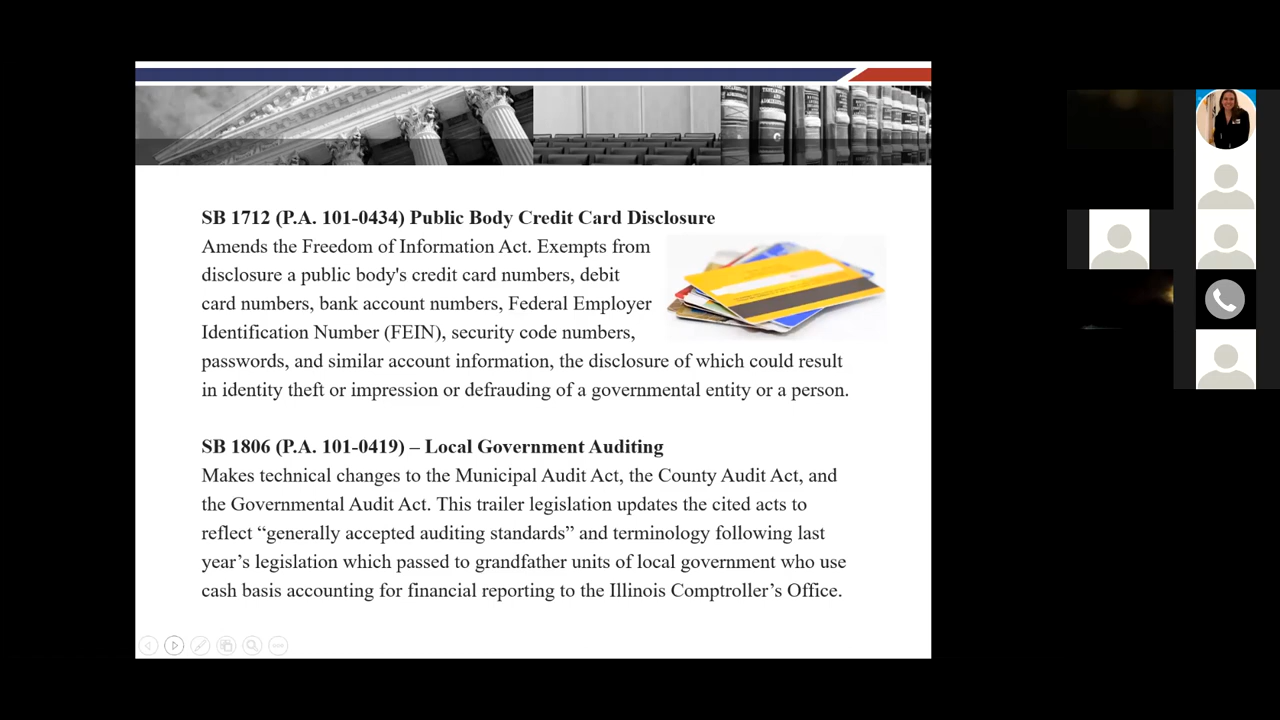 SB 1712 (P.A. 101-0434) Public Body Credit Card Disclosure
Amends the Freedom of Information Act. Exempts from
disclosure a public body's credit card numbers, debit
card numbers, bank account numbers, Federal Employer
Identification Number (FEIN), security code numbers,
passwords, and similar account information, the disclosure of which could result
in identity theft or impression or defrauding of a governmental entity or a person.
SB 1806 (P.A. 101-0419) – Local Government Auditing
Makes technical changes to the Municipal Audit Act, the County Audit Act, and
the Governmental Audit Act. This trailer legislation updates the cited acts to
reflect “generally accepted auditing standards” and terminology following last
year’s legislation which passed to grandfather units of local government who use
cash basis accounting for financial reporting to the Illinois Comptroller’s Office.